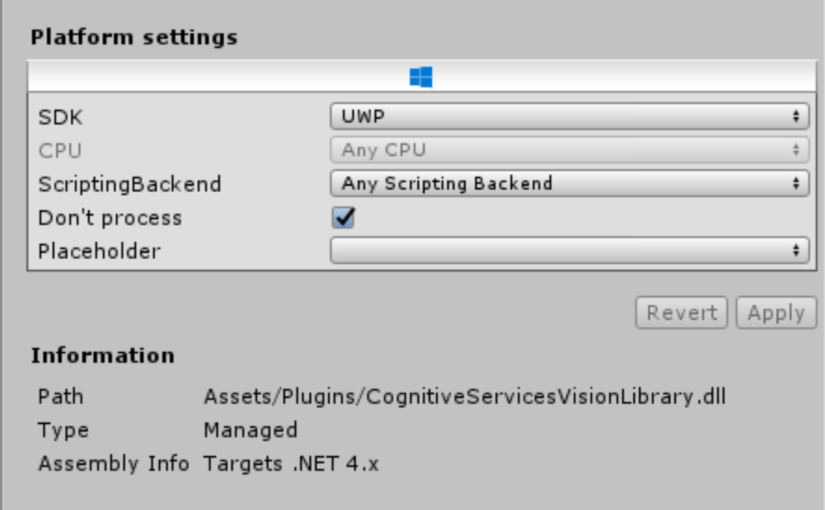 Platform settings
SDK UWP
CPU Any CPU
ScriptingBackend Any Scripting Backend
Don't process
Placeholder
Revert Apply
Information
Path Assets/Plugins/CognitiveServicesVisionLibrary.dll
Type Managed
Assembly Info Targets .NET 4.x